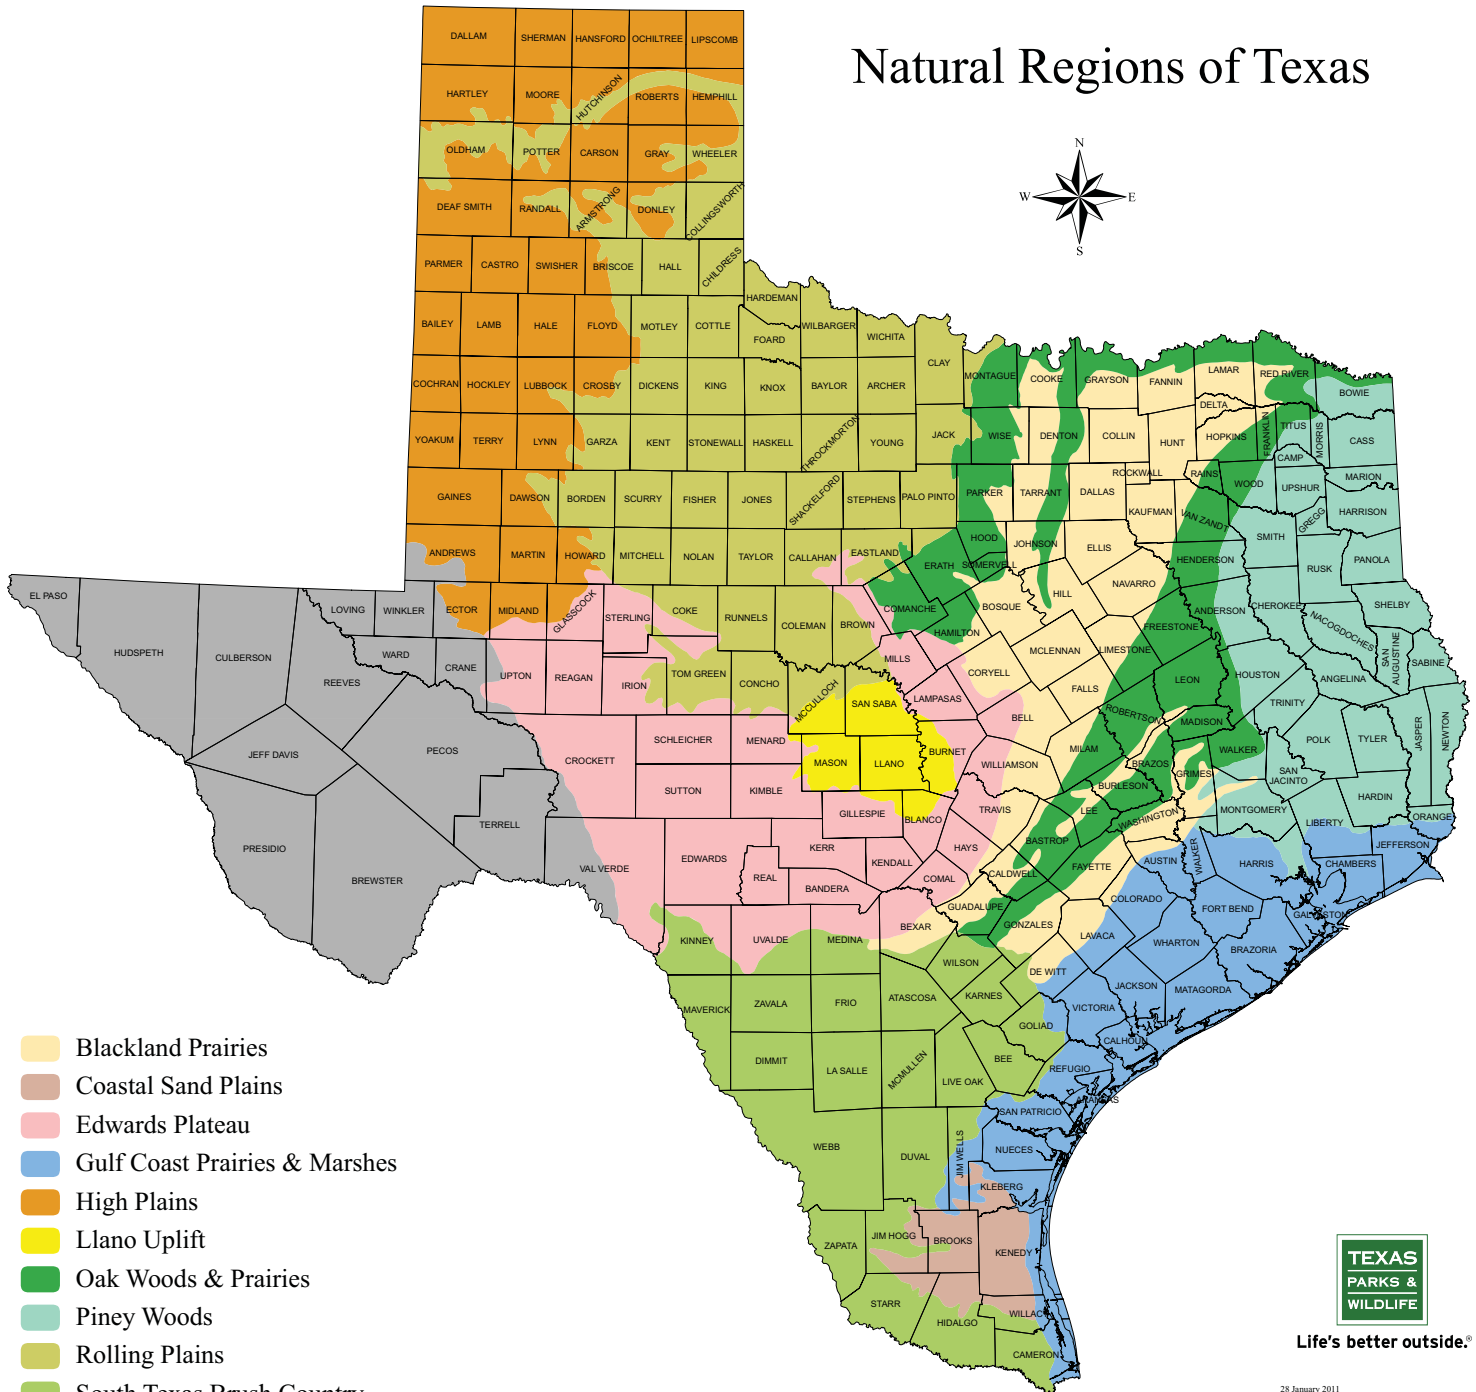 Natural Regions of Texas
N
W
E
S
DALLAM
SHERMAN
HANSFORD
OCHILTREE
LIPSCOMB
HARTLEY
MOORE
HUTCHINSON
ROBERTS
HEMPHILL
OLDHAM
POTTER
CARSON
GRAY
WHEELER
DEAF SMITH
RANDALL
ARMSTRONG
DONLEY
COLLINGSWORTH
PARMER
CASTRO
SWISHER
BRISCOE
HALL
CHILDRESS
HARDEMAN
BAILEY
LAMB
HALE
FLOYD
MOTLEY
COTTLE
FOARD
WILBARGER
WICHITA
CLAY
MONTAGUE
COOKE
GRAYSON
FANNIN
LAMAR
RED RIVER
BOWIE
COCHRAN
HOCKLEY
LUBBOCK
CROSBY
DICKENS
KING
KNOX
BAYLOR
ARCHER
DELTA
YOAKUM
TERRY
LYNN
GARZA
KENT
STONEWALL
HASKELL
THROCKMORTON
YOUNG
JACK
WISE
DENTON
COLLIN
HUNT
HOPKINS
FRANKLIN
TITUS
MORRIS
CASS
CAMP
GAINES
DAWSON
BORDEN
SCURRY
FISHER
JONES
SHACKELFORD
STEPHENS
PALO PINTO
PARKER
TARRANT
DALLAS
ROCKWALL
KAUFMAN
RAINS
WOOD
UPSHUR
MARION
VAN ZANDT
GREGG
HARRISON
ANDREWS
MARTIN
HOWARD
MITCHELL
NOLAN
TAYLOR
CALLAHAN
EASTLAND
ERATH
HOOD
SOMERVELL
JOHNSON
ELLIS
HENDERSON
SMITH
RUSK
PANOLA
EL PASO
HUDSPETH
CULBERSON
LOVING
WINKLER
ECTOR
MIDLAND
GLASSCOCK
STERLING
COKE
RUNNELS
COLEMAN
BROWN
COMANCHE
HAMILTON
BOSQUE
HILL
NAVARRO
ANDERSON
CHEROKEE
NACOGDOCHES
SHELBY
FREESTONE
REEVES
WARD
CRANE
UPTON
REAGAN
IRION
TOM GREEN
CONCHO
MCCULLOCH
SAN SABA
MILLS
LAMPASAS
CORYELL
MCLENNAN
LIMESTONE
FALLS
LEON
HOUSTON
ANGELINA
SAN
AUGUSTINE
SABINE
TRINITY
JEFF DAVIS
PECOS
CROCKETT
SCHLEICHER
MENARD
MASON
LLANO
BURNET
BELL
WILLIAMSON
MILAM
ROBERTSON
MADISON
BRAZOS
GRIMES
WALKER
POLK
TYLER
JASPER
NEWTON
SAN
JACINTO
HARDIN
PRESIDIO
BREWSTER
TERRELL
VAL VERDE
SUTTON
KIMBLE
GILLESPIE
BLANCO
TRAVIS
BURLESON
LEE
WASHINGTON
MONTGOMERY
LIBERTY
ORANGE
EDWARDS
REAL
KERR
BANDERA
KENDALL
HAYS
COMAL
BASTROP
CALDWELL
FAYETTE
AUSTIN
WALKER
HARRIS
CHAMBERS
JEFFERSON
KINNEY
UVALDE
MEDINA
BEXAR
GUADALUPE
GONZALES
COLORADO
FORT BEND
GALVESTON
LAVACA
WHARTON
BRAZORIA
MAVERICK
ZAVALA
FRIO
ATASCOSA
WILSON
KARNES
DE WITT
JACKSON
MATAGORDA
VICTORIA
GOLIAD
CALHOUN
DIMMIT
LA SALLE
MCMULLEN
LIVE OAK
BEE
REFUGIO
ARANSAS
SAN PATRICIO
WEBB
DUVAL
JIM WELLS
NUECES
KLEBERG
ZAPATA
JIM HOGG
BROOKS
KENEDY
STARR
HIDALGO
WILLAC
CAMERON
Blackland Prairies
Coastal Sand Plains
Edwards Plateau
Gulf Coast Prairies & Marshes
High Plains
Llano Uplift
Oak Woods & Prairies
Piney Woods
Rolling Plains
South Texas Brush Country
TEXAS
PARKS &
WILDLIFE
Life's better outside.®
28 January 2011